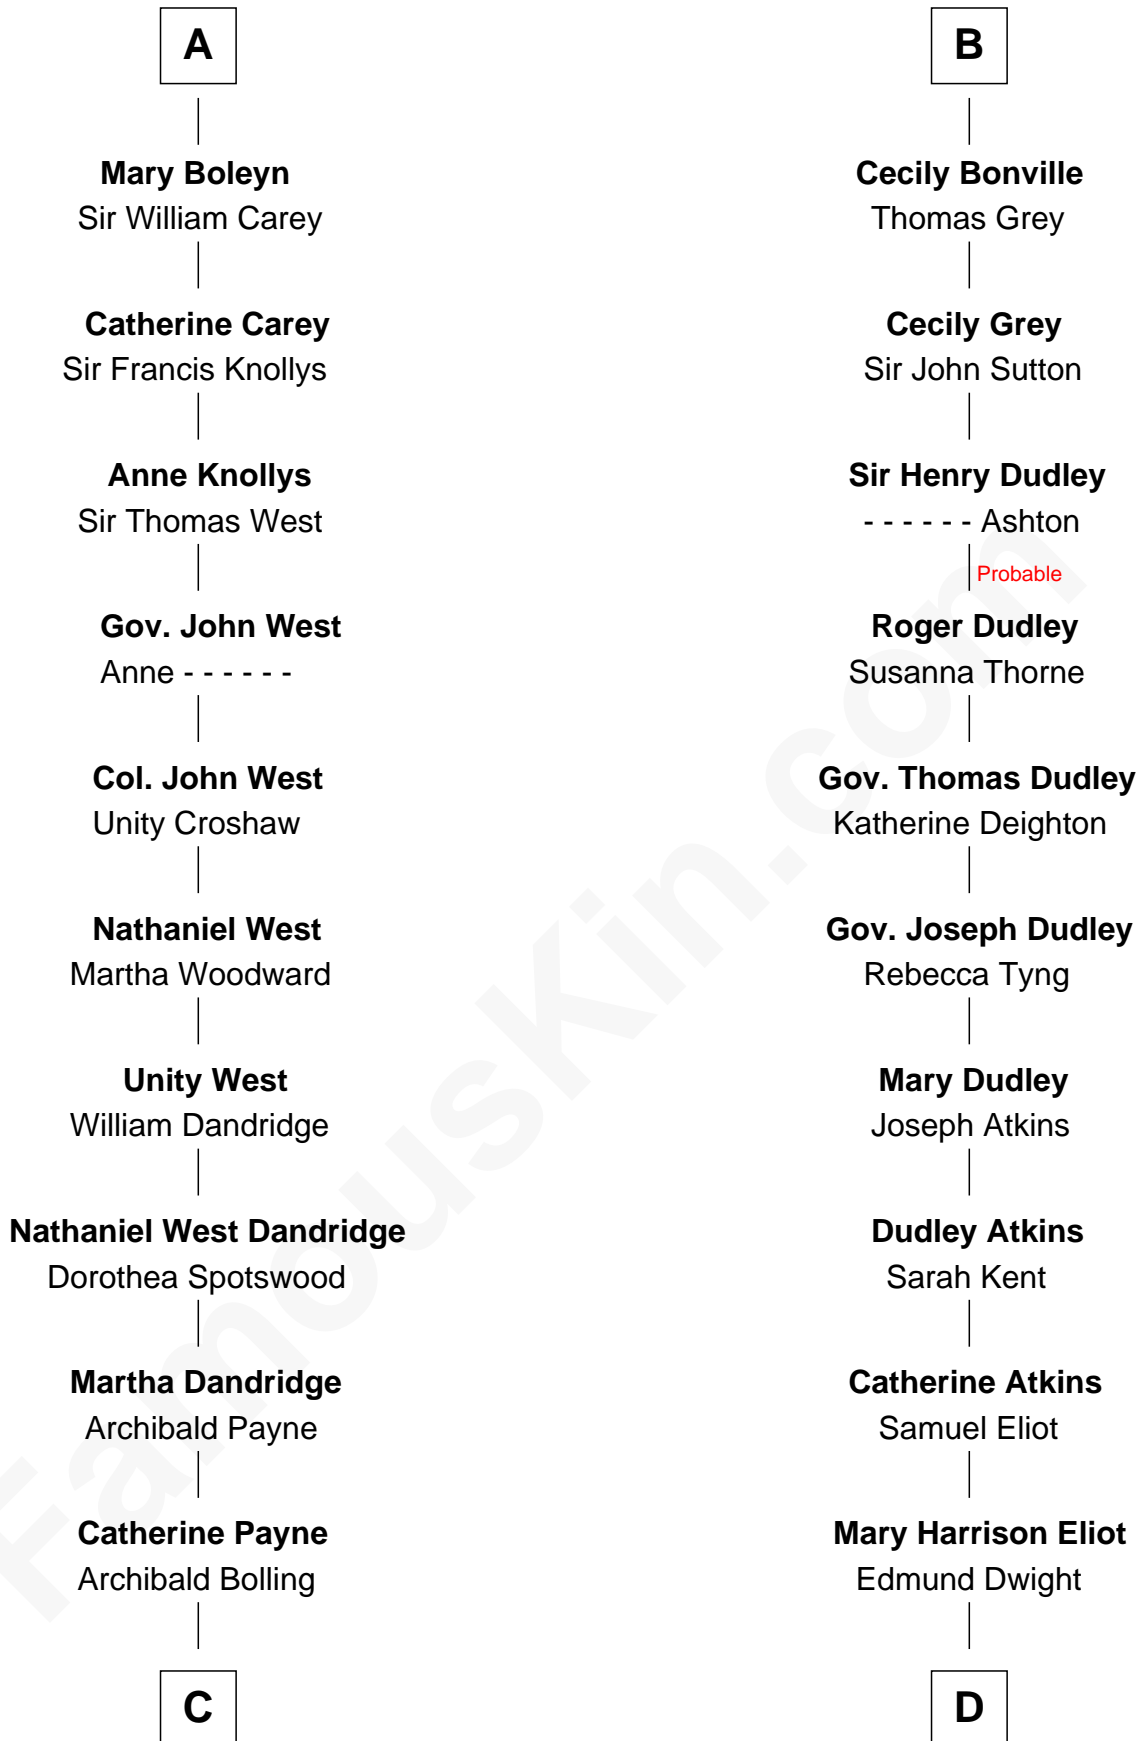 A
Mary Boleyn
Sir William Carey
Catherine Carey
Sir Francis Knollys
Anne Knollys
Sir Thomas West
Gov. John West
Anne - - - - - -
Col. John West
Unity Croshaw
Nathaniel West
Martha Woodward
Unity West
William Dandridge
Nathaniel West Dandridge
Dorothea Spotswood
Martha Dandridge
Archibald Payne
Catherine Payne
Archibald Bolling
C
B
Cecily Bonville
Thomas Grey
Cecily Grey
Sir John Sutton
Sir Henry Dudley
- - - - - - Ashton
Probable
Roger Dudley
Susanna Thorne
Gov. Thomas Dudley
Katherine Deighton
Gov. Joseph Dudley
Rebecca Tyng
Mary Dudley
Joseph Atkins
Dudley Atkins
Sarah Kent
Catherine Atkins
Samuel Eliot
Mary Harrison Eliot
Edmund Dwight
D
FamousKin.com